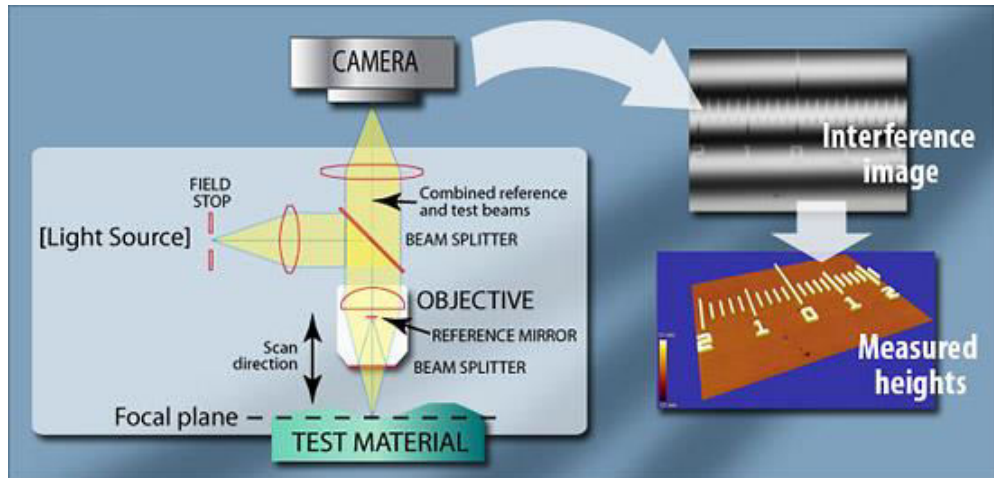 CAMERA
FIELD
STOP
[Light Source]
Combined reference
and test beams
BEAM SPLITTER
OBJECTIVE
REFERENCE MIRROR
Scan
direction
BEAM SPLITTER
Focal plane
TEST MATERIAL
Interference
image
2 1 0 1 2
Measured
heights